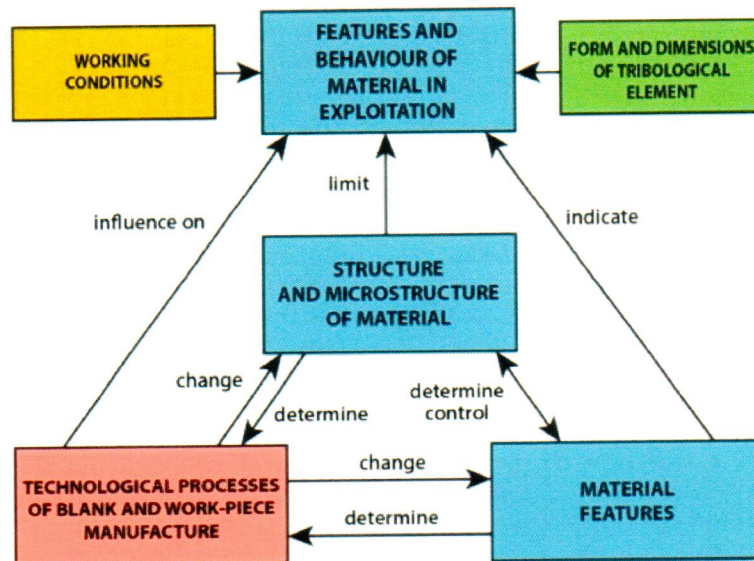 WORKING
CONDITIONS
FEATURES AND
BEHAVIOUR OF
MATERIAL IN
EXPLOITATION
FORM AND DIMENSIONS
OF TRIBOLOGICAL
ELEMENT
limit
influence on
indicate
STRUCTURE
AND MICROSTRUCTURE
OF MATERIAL
change
determine
determine
control
TECHNOLOGICAL PROCESSES
OF BLANK AND WORK-PIECE
MANUFACTURE
change
determine
MATERIAL
FEATURES